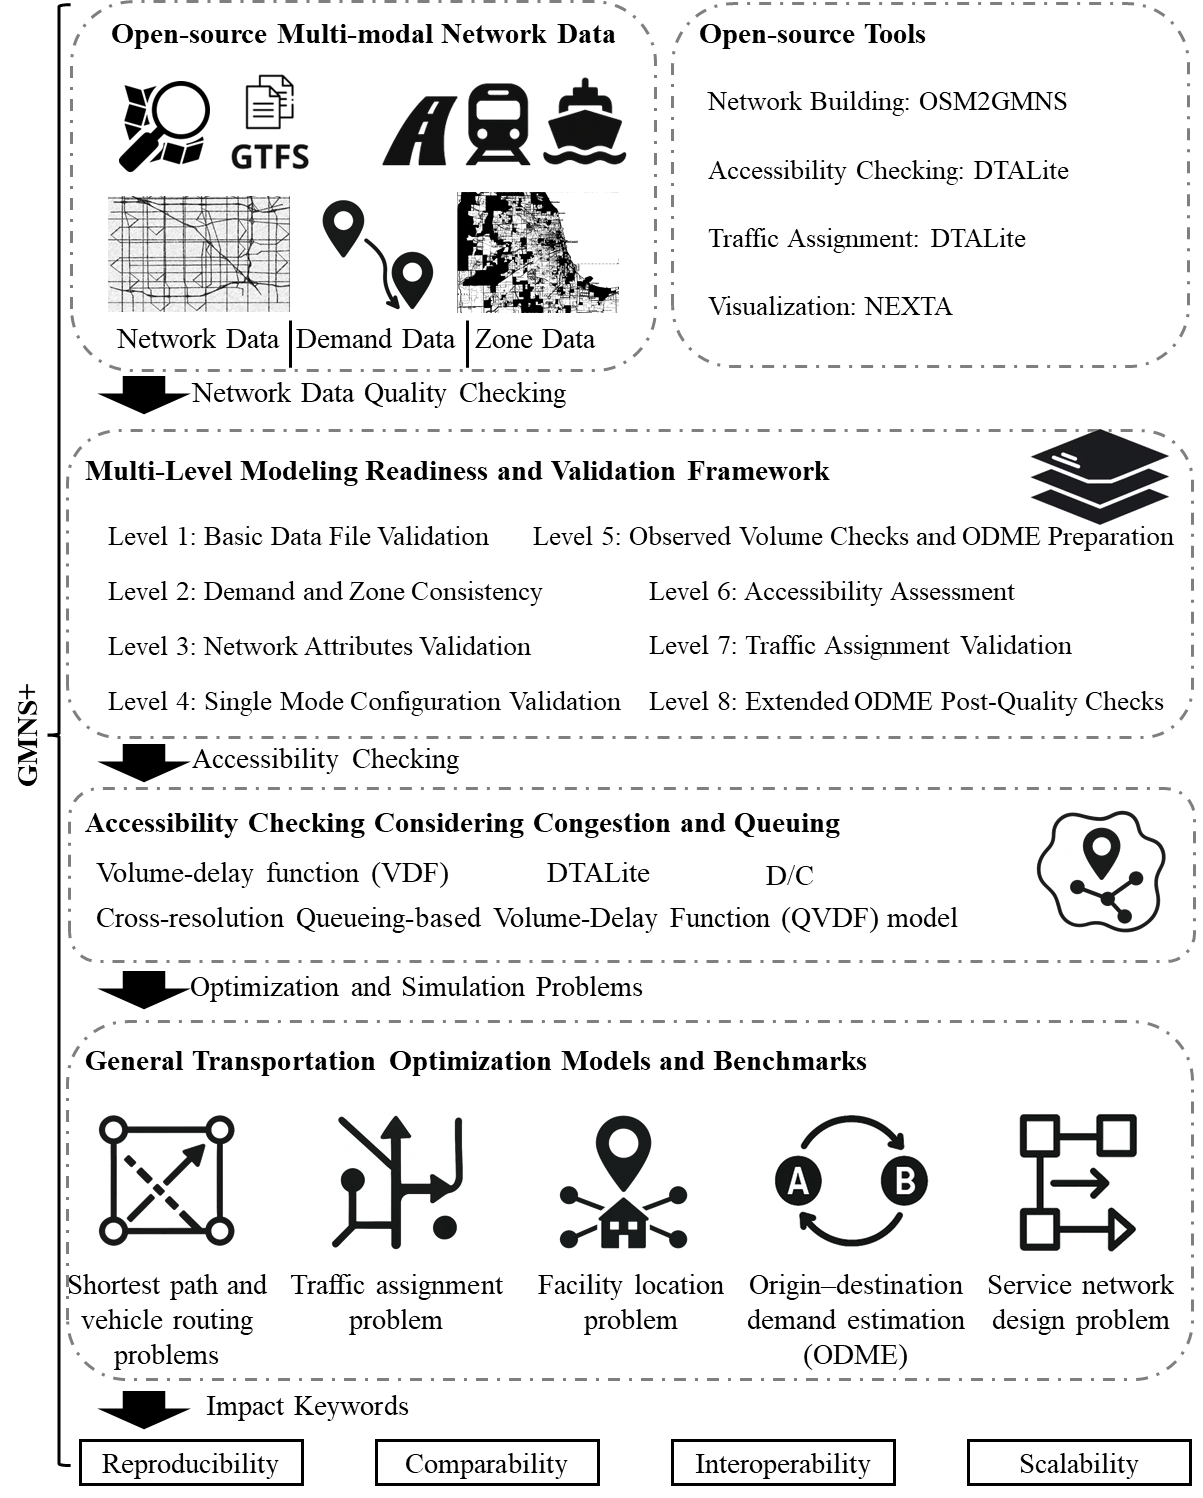 GMNS+
Open-source Multi-modal Network Data
GTFS
Network Data
Demand Data
Zone Data
Open-source Tools
Network Building: OSM2GMNS
Accessibility Checking: DTALite
Traffic Assignment: DTALite
Visualization: NEXTA
Network Data Quality Checking
Multi-Level Modeling Readiness and Validation Framework
Level 1: Basic Data File Validation
Level 2: Demand and Zone Consistency
Level 3: Network Attributes Validation
Level 4: Single Mode Configuration Validation
Level 5: Observed Volume Checks and ODME Preparation
Level 6: Accessibility Assessment
Level 7: Traffic Assignment Validation
Level 8: Extended ODME Post-Quality Checks
Accessibility Checking
Accessibility Checking Considering Congestion and Queuing
Volume-delay function (VDF)
DTALite
D/C
Cross-resolution Queueing-based Volume-Delay Function (QVDF) model
Optimization and Simulation Problems
General Transportation Optimization Models and Benchmarks
Shortest path and
vehicle routing
problems
Traffic assignment
problem
Facility location
problem
A
B
Origin–destination
demand estimation
(ODME)
Service network
design problem
Impact Keywords
Reproducibility
Comparability
Interoperability
Scalability